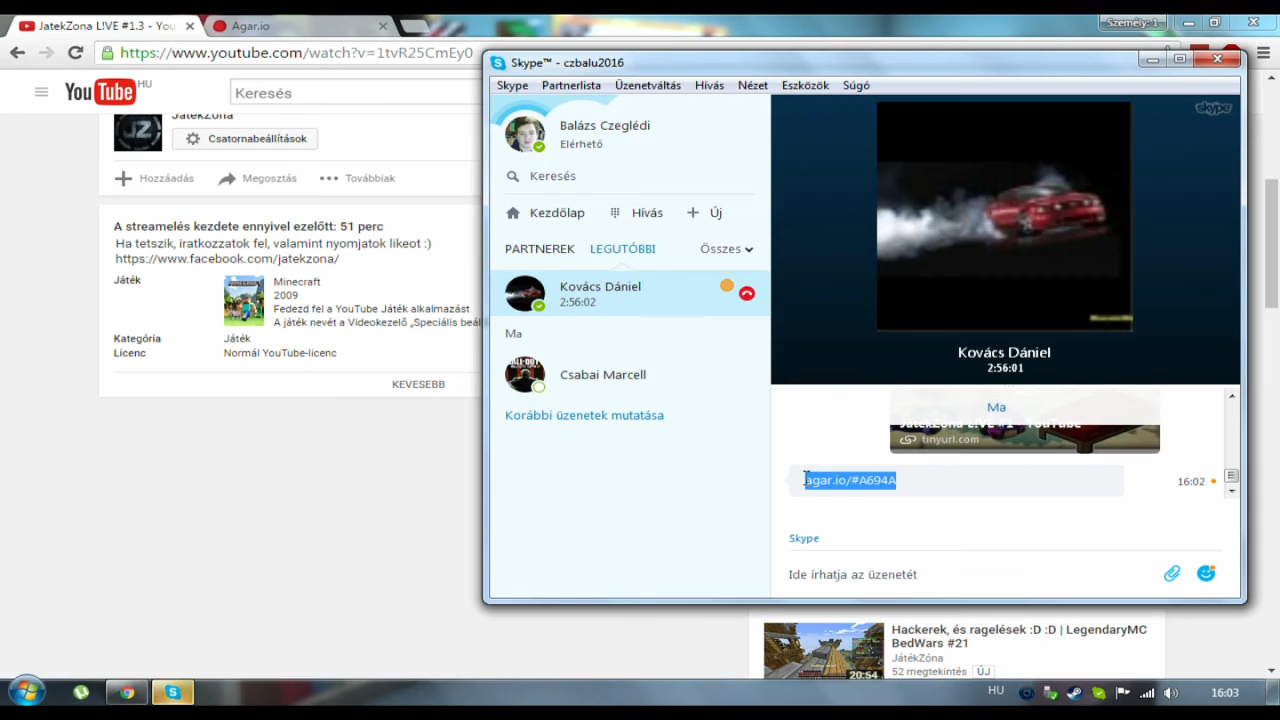 JatekZona L!VE #1.3 - You
Agar.io
Személy: 1
https://www.youtube.com/watch?v=1tvR25CmEy0
YouTube HU
Keresés
JatekZona
JZ
Csatornabeállítások
Hozzáadás
Megosztás
Továbbiak
A streamelés kezdete ennyivel ezelőtt: 51 perc
Ha tetszik, iratkozzatok fel, valamint nyomjatok likeot :)
https://www.facebook.com/jatekzona/
Játék
Minecraft
2009
Fedezd fel a YouTube Játék alkalmazást
A játék nevét a Videokezelő „Speciális beál
Kategória
Játék
Licenc
Normál YouTube-licenc
KEVESEBB
Skype™ - czbalu2016
Skype
Partnerlista
Üzenetváltás
Hívás
Nézet
Eszközök
Súgó
Balázs Czeglédi
Elérhető
Keresés
Kezdőlap
Hívás
Új
PARTNEREK
LEGUTÓBBI
Összes
Kovács Dániel
2:56:02
Ma
Csabai Marcell
Korábbi üzenetek mutatása
skype
Kovács Dániel
2:56:01
Ma
JatekZona L!VE #1 - YouTube
tinyurl.com
agar.io/#A694A
16:02
Skype
Ide írhatja az üzenetét
Hackerek, és ragelések :D :D | LegendaryMC
BedWars #21
JátékZóna
52 megtekintés
ÚJ
20:54
HU
16:03